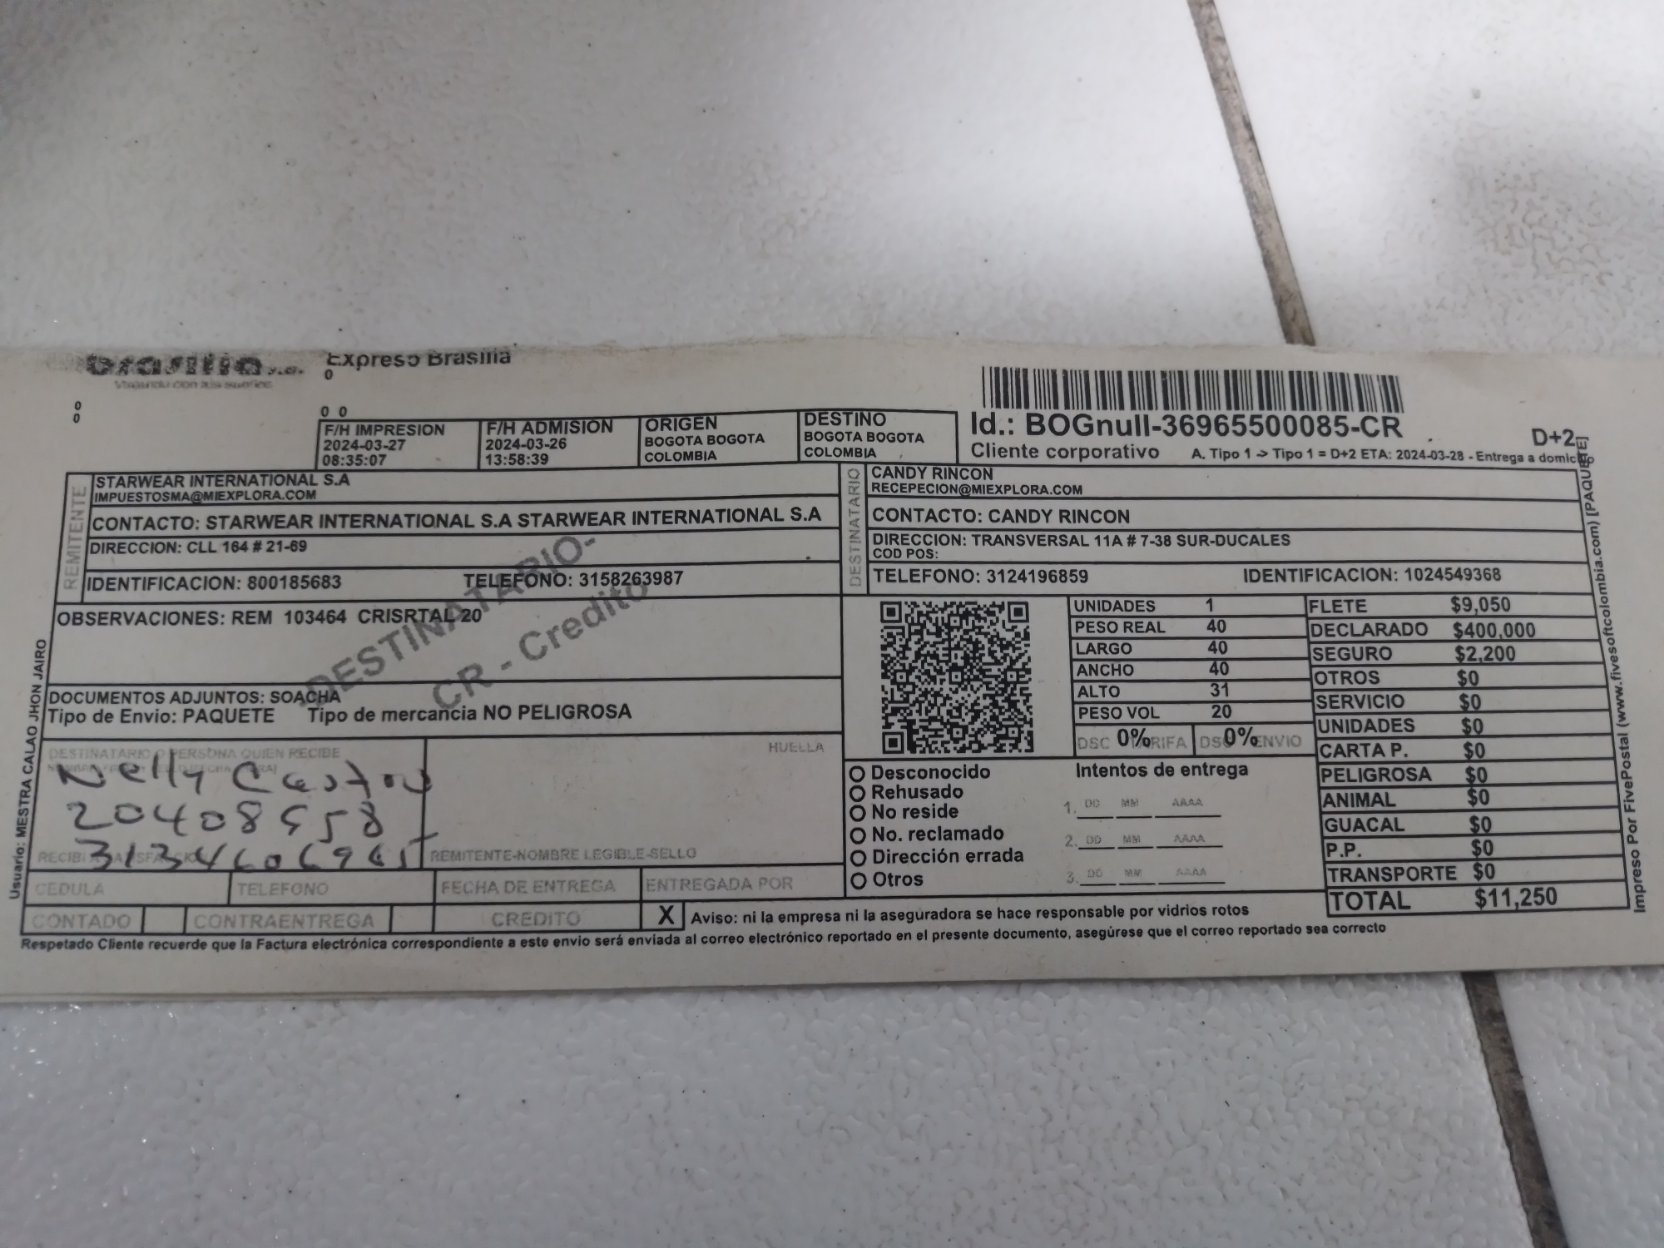 brasilia s.a.
Expreso Brasilia
0
0
0
0 0
F/H IMPRESION
2024-03-27
08:35:07
F/H ADMISION
2024-03-26
13:58:39
ORIGEN
BOGOTA BOGOTA
COLOMBIA
DESTINO
BOGOTA BOGOTA
COLOMBIA
Id.: BOGnull-36965500085-CR
D+2
Cliente corporativo
A. Tipo 1 -> Tipo 1 = D+2 ETA: 2024-03-28 - Entrega a domicilio
[PAQUETE]
REMITENTE
STARWEAR INTERNATIONAL S.A
IMPUESTOSMA@MIEXPLORA.COM
CONTACTO: STARWEAR INTERNATIONAL S.A STARWEAR INTERNATIONAL S.A
DIRECCION: CLL 164 # 21-69
IDENTIFICACION: 800185683 TELEFONO: 3158263987
DESTINATARIO
CANDY RINCON
RECEPECION@MIEXPLORA.COM
CONTACTO: CANDY RINCON
DIRECCION: TRANSVERSAL 11A # 7-38 SUR-DUCALES
COD POS:
TELEFONO: 3124196859 IDENTIFICACION: 1024549368
OBSERVACIONES: REM 103464 CRISRTAL 20
DESTINATARIO-
CR - Credito
DOCUMENTOS ADJUNTOS: SOACHA
Tipo de Envio: PAQUETE Tipo de mercancia NO PELIGROSA
UNIDADES 1
PESO REAL 40
LARGO 40
ANCHO 40
ALTO 31
PESO VOL 20
DSC 0% TARIFA DSC 0% ENVIO
FLETE $9,050
DECLARADO $400,000
SEGURO $2,200
OTROS $0
SERVICIO $0
UNIDADES $0
CARTA P. $0
PELIGROSA $0
ANIMAL $0
GUACAL $0
P.P. $0
TRANSPORTE $0
TOTAL $11,250
DESTINATARIO O PERSONA QUIEN RECIBE
HUELLA
Nelly Castro
20408958
3134606965
REMITENTE-NOMBRE LEGIBLE-SELLO
Desconocido
Rehusado
No reside
No. reclamado
Dirección errada
Otros
Intentos de entrega
1. DD MM AAAA
2. DD MM AAAA
3. DD MM AAAA
CEDULA
TELEFONO
FECHA DE ENTREGA
ENTREGADA POR
CONTADO
CONTRAENTREGA
CREDITO X
Aviso: ni la empresa ni la aseguradora se hace responsable por vidrios rotos
Respetado Cliente recuerde que la Factura electrónica correspondiente a este envio será enviada al correo electrónico reportado en el presente documento, asegúrese que el correo reportado sea correcto
Usuario: MESTRA CALAO JHON JAIRO
Impreso Por FivePostal (www.fivesoftcolombia.com)